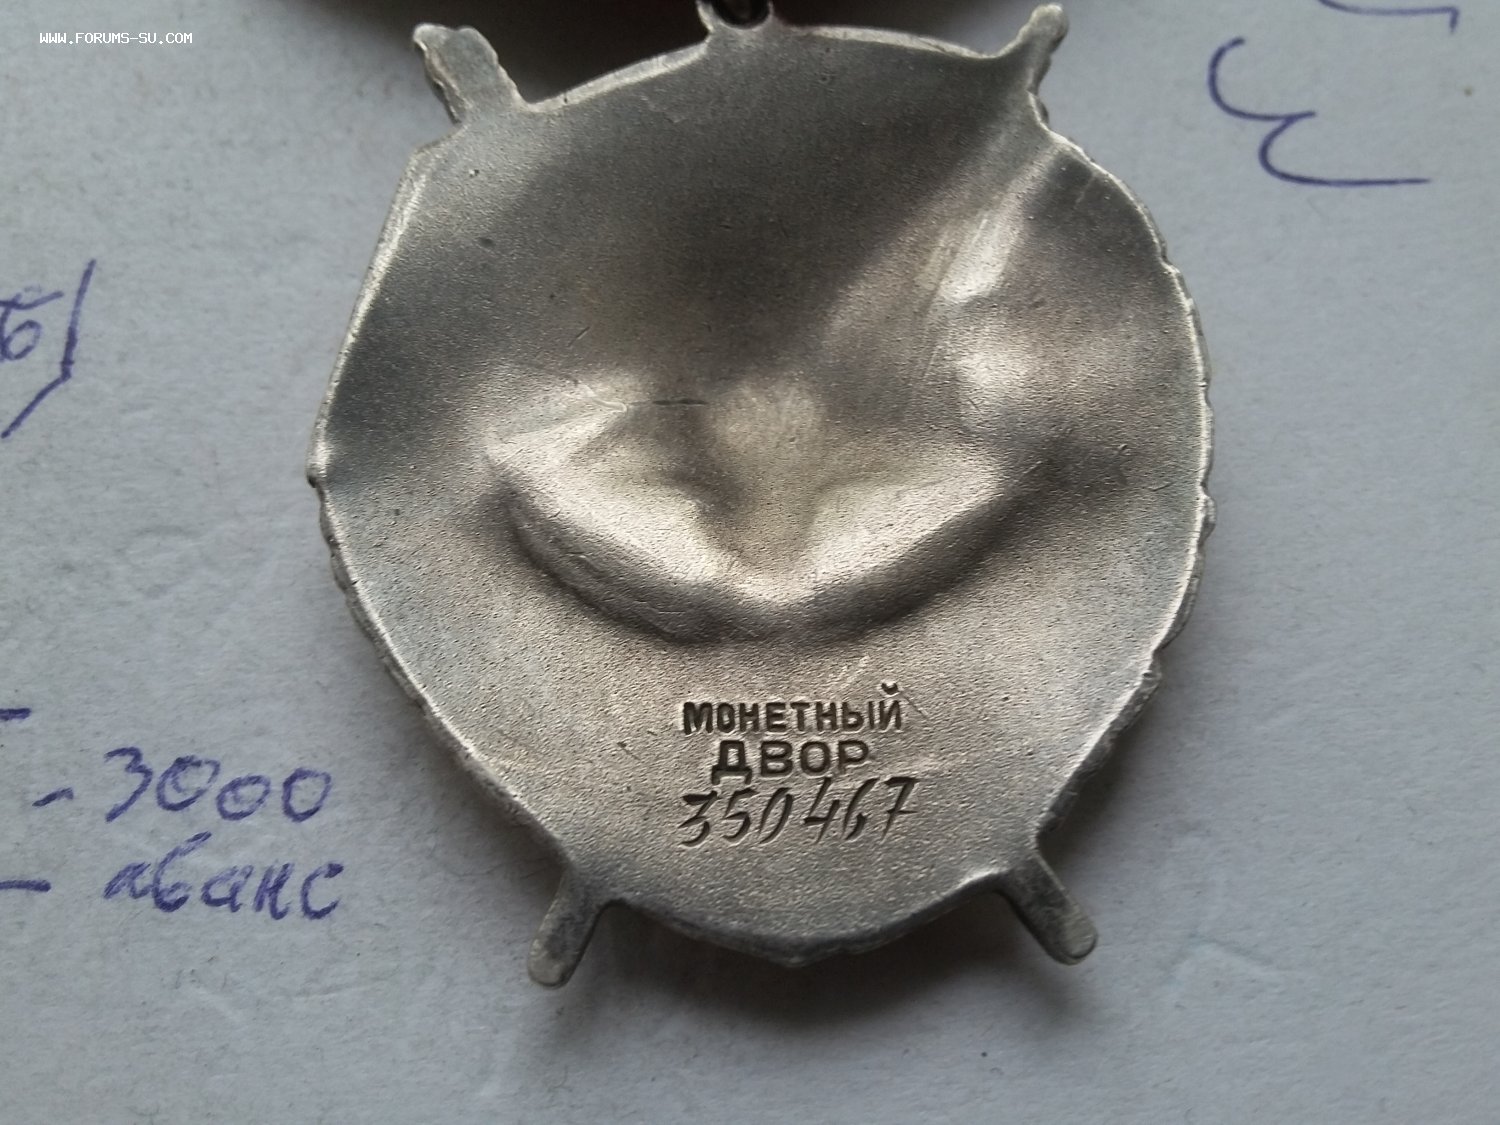 WWW.FORUMS-SU.COM
МОНЕТНЫЙ
ДВОР
350467
- 3000
- аванс